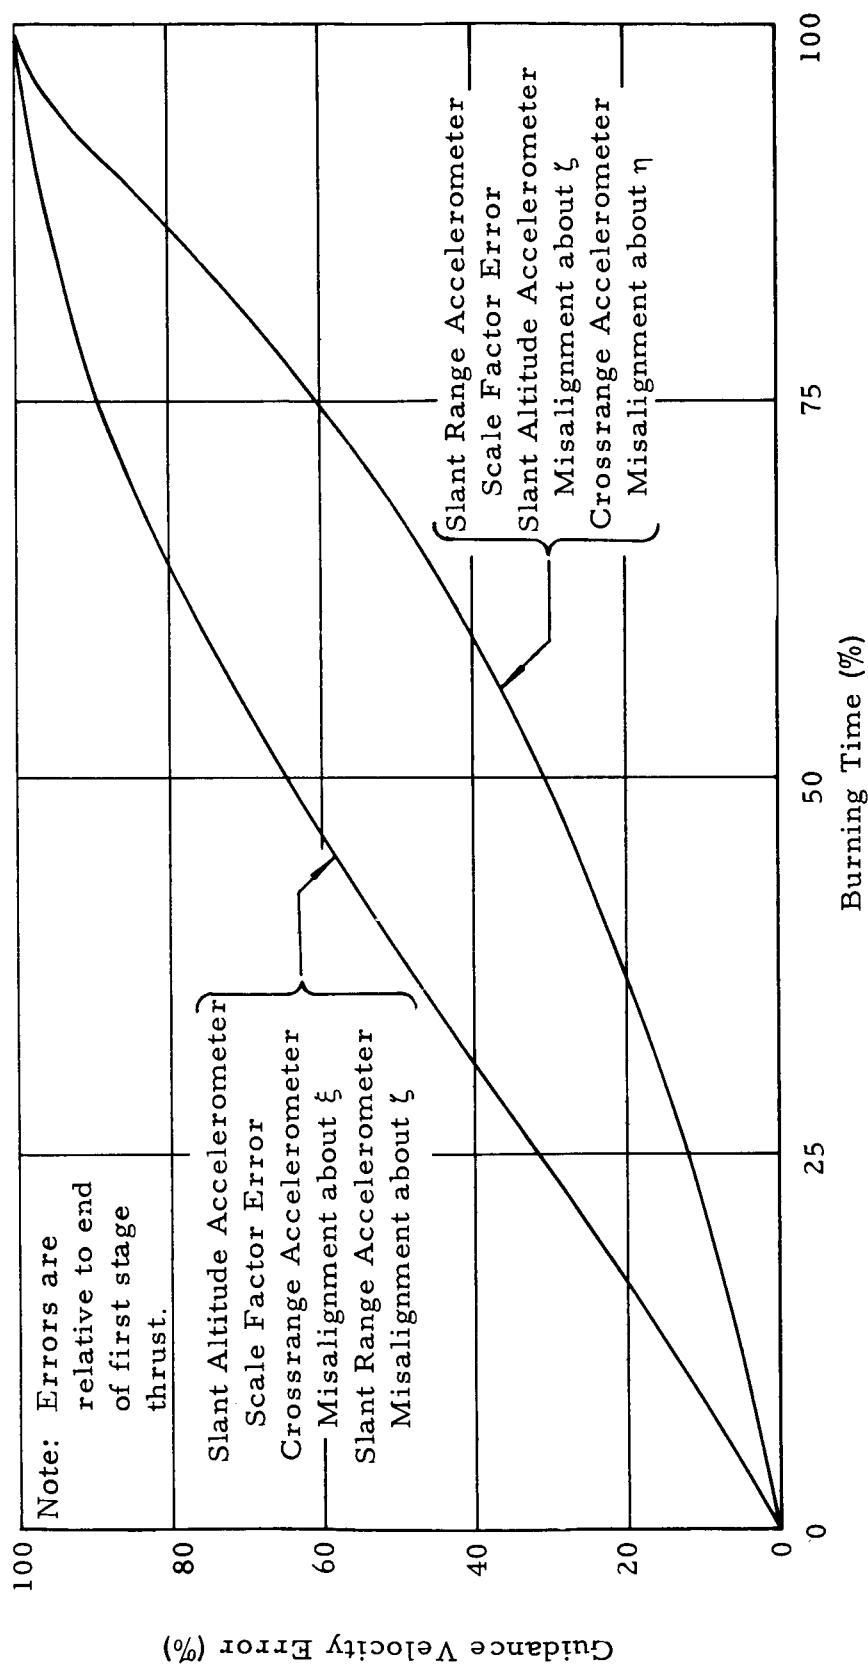 Note: Errors are
relative to end
of first stage
thrust.
Slant Altitude Accelerometer
Scale Factor Error
Crossrange Accelerometer
Misalignment about ξ
Slant Range Accelerometer
Misalignment about ζ
Slant Range Accelerometer
Scale Factor Error
Slant Altitude Accelerometer
Misalignment about ζ
Crossrange Accelerometer
Misalignment about η
Guidance Velocity Error (%)
100
80
60
40
20
0
0
25
50
75
100
Burning Time (%)